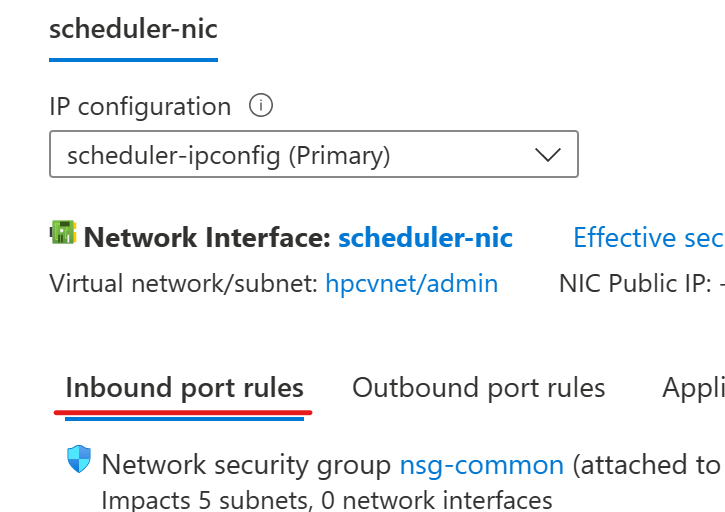 scheduler-nic
IP configuration
scheduler-ipconfig (Primary)
Network Interface: scheduler-nic Effective sec
Virtual network/subnet: hpcvnet/admin NIC Public IP: -
Inbound port rules Outbound port rules Appli
Network security group nsg-common (attached to
Impacts 5 subnets, 0 network interfaces